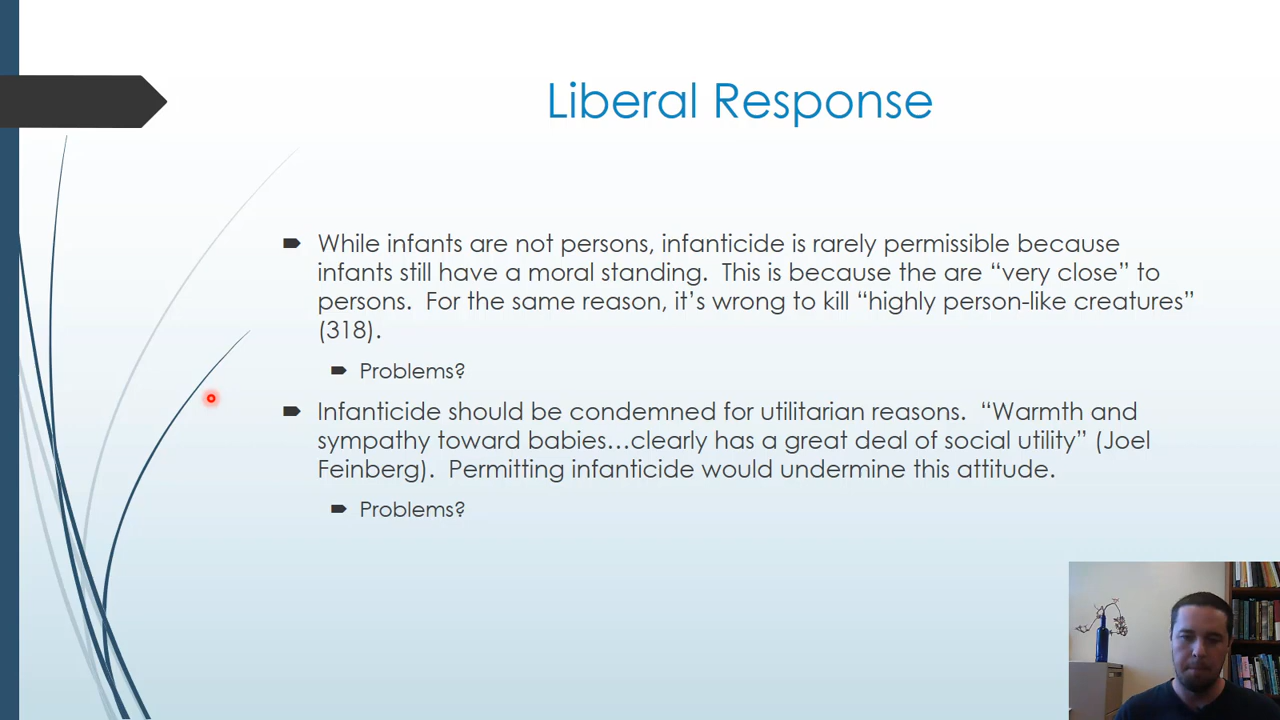 Liberal Response
While infants are not persons, infanticide is rarely permissible because
infants still have a moral standing.  This is because the are “very close” to
persons.  For the same reason, it’s wrong to kill “highly person-like creatures”
(318).
Problems?
Infanticide should be condemned for utilitarian reasons.  “Warmth and
sympathy toward babies…clearly has a great deal of social utility” (Joel
Feinberg).  Permitting infanticide would undermine this attitude.
Problems?